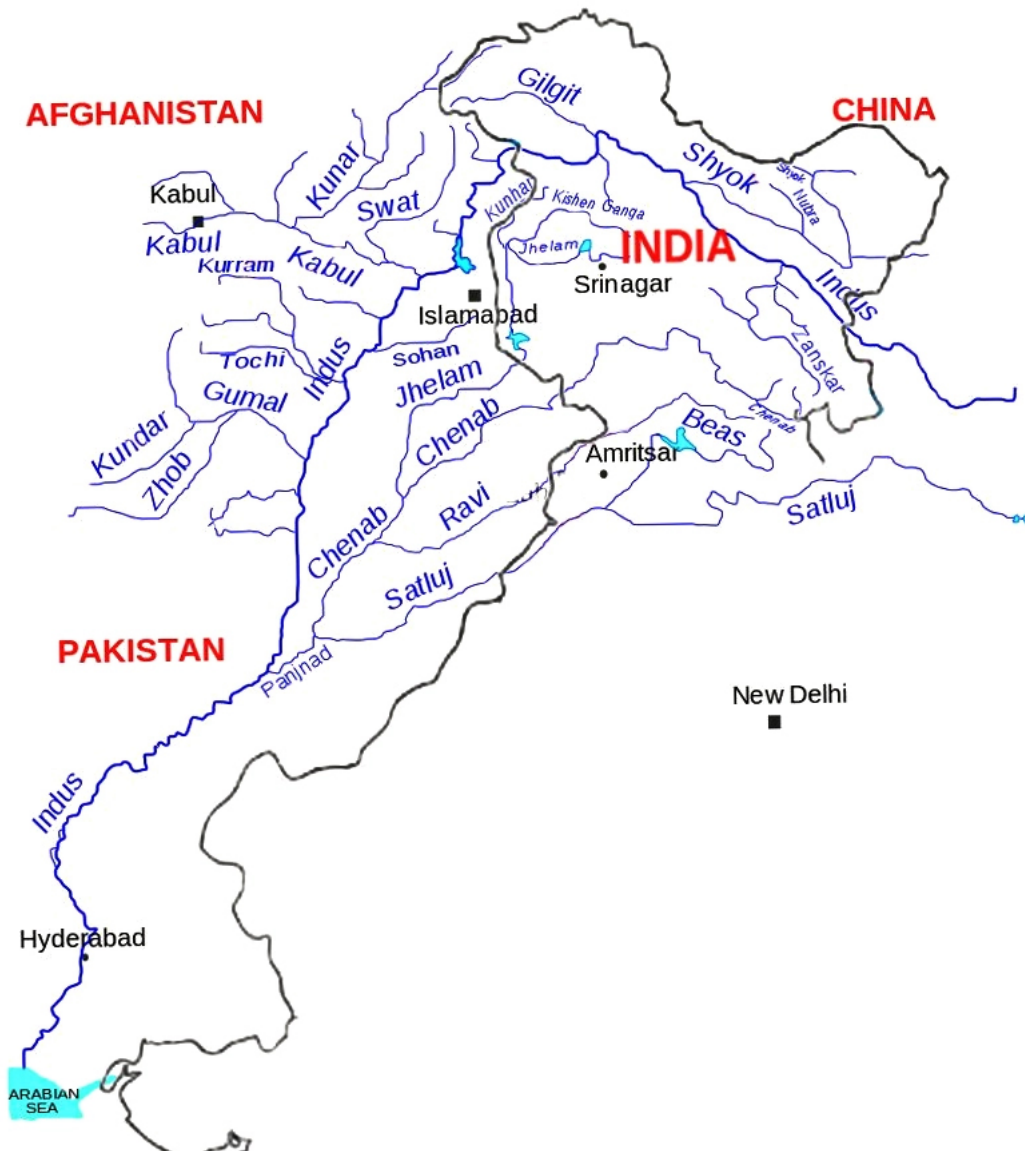 Gilgit
AFGHANISTAN
CHINA
Shyok
Shyok
Kunar
Kabul
Swat
Kunhar
Kishen Ganga
Nubra
Kabul
Kurram
Kabul
Jhelam
INDIA
Srinagar
Indus
Islamabad
Indus
Sohan
Zanskar
Tochi
Jhelam
Gumal
Chenab
Chenab
Beas
Kundar
Amritsar
Zhob
Ravi
Satluj
Chenab
Satluj
PAKISTAN
Panjnad
New Delhi
Indus
Hyderabad
ARABIAN
SEA